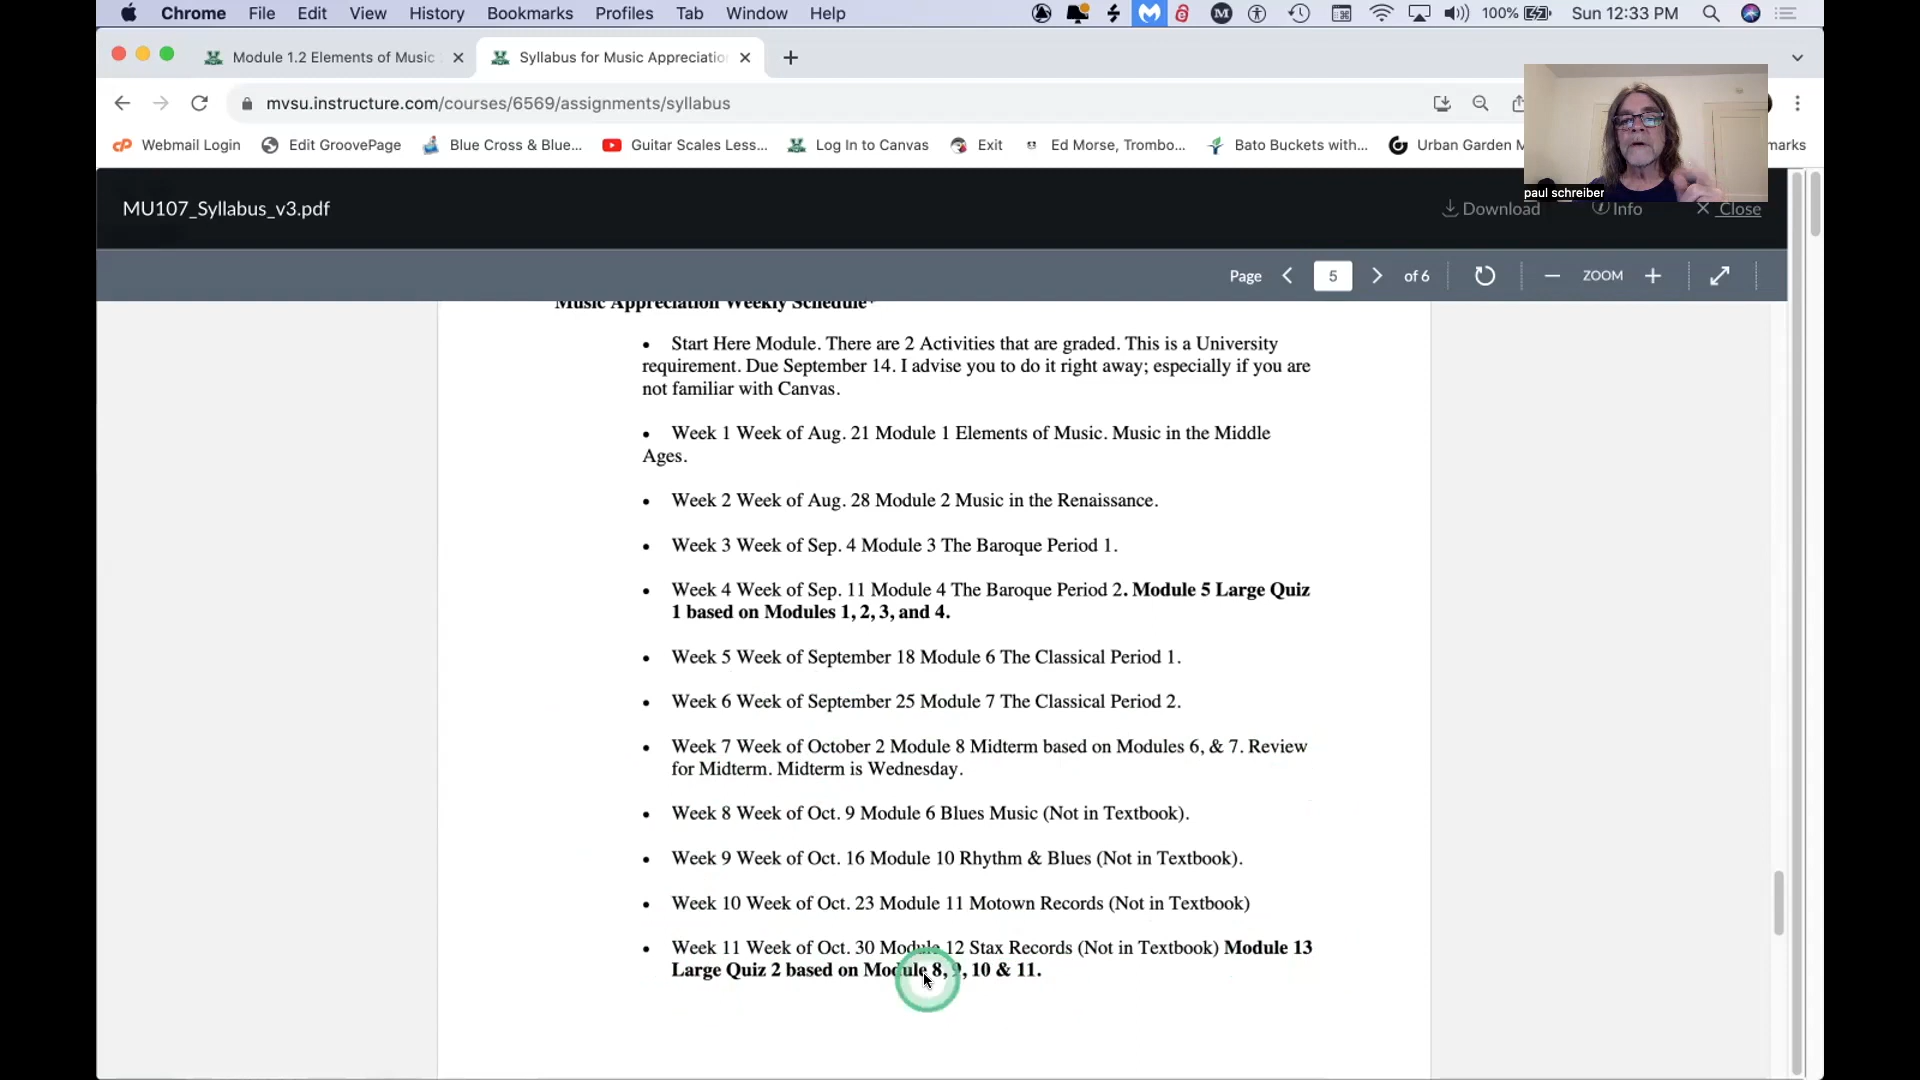 Chrome File Edit View History Bookmarks Profiles Tab Window Help 100% Sun 12:33 PM
Module 1.2 Elements of Music
Syllabus for Music Appreciatio
mvsu.instructure.com/courses/6569/assignments/syllabus
Webmail Login Edit GroovePage Blue Cross & Blue... Guitar Scales Less... Log In to Canvas Exit Ed Morse, Trombo... Bato Buckets with... Urban Garden M marks
paul schreiber
MU107_Syllabus_v3.pdf Download Info Close
Page 5 of 6 ZOOM
Music Appreciation Weekly Schedule*
• Start Here Module. There are 2 Activities that are graded. This is a University
requirement. Due September 14. I advise you to do it right away; especially if you are
not familiar with Canvas.
• Week 1 Week of Aug. 21 Module 1 Elements of Music. Music in the Middle
Ages.
• Week 2 Week of Aug. 28 Module 2 Music in the Renaissance.
• Week 3 Week of Sep. 4 Module 3 The Baroque Period 1.
• Week 4 Week of Sep. 11 Module 4 The Baroque Period 2. Module 5 Large Quiz
1 based on Modules 1, 2, 3, and 4.
• Week 5 Week of September 18 Module 6 The Classical Period 1.
• Week 6 Week of September 25 Module 7 The Classical Period 2.
• Week 7 Week of October 2 Module 8 Midterm based on Modules 6, & 7. Review
for Midterm. Midterm is Wednesday.
• Week 8 Week of Oct. 9 Module 6 Blues Music (Not in Textbook).
• Week 9 Week of Oct. 16 Module 10 Rhythm & Blues (Not in Textbook).
• Week 10 Week of Oct. 23 Module 11 Motown Records (Not in Textbook)
• Week 11 Week of Oct. 30 Module 12 Stax Records (Not in Textbook) Module 13
Large Quiz 2 based on Module 8, 9, 10 & 11.